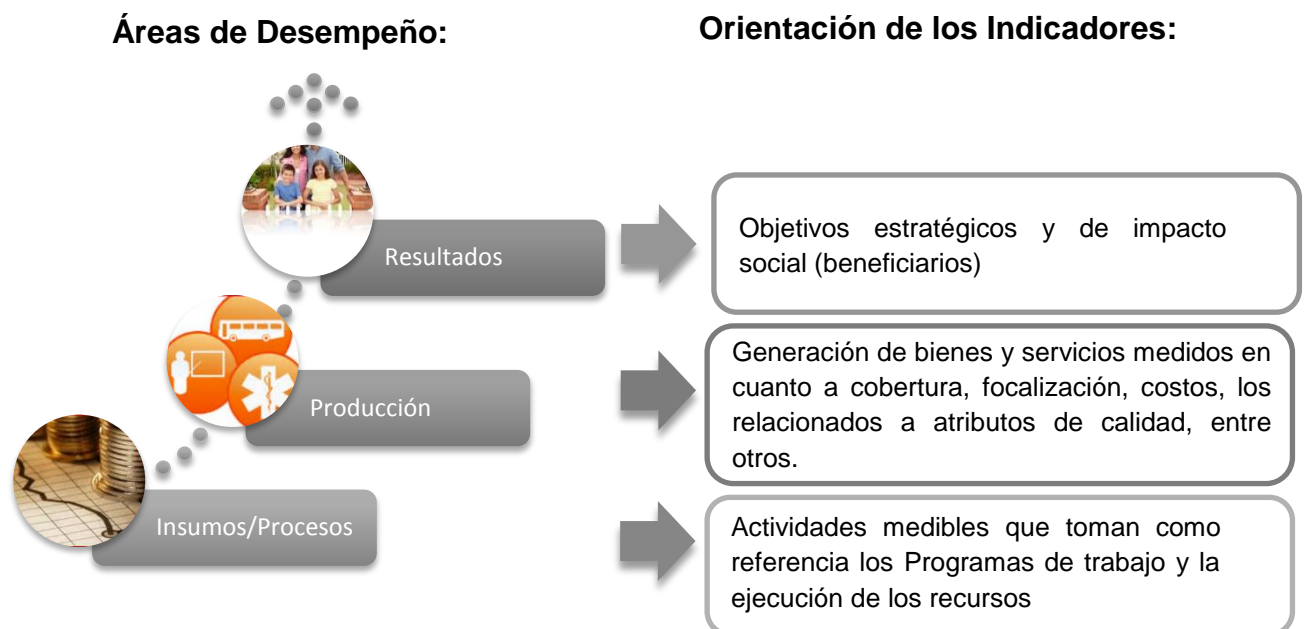 Áreas de Desempeño:
Orientación de los Indicadores:
Resultados
Objetivos estratégicos y de impacto
social (beneficiarios)
Producción
Generación de bienes y servicios medidos en
cuanto a cobertura, focalización, costos, los
relacionados a atributos de calidad, entre
otros.
Insumos/Procesos
Actividades medibles que toman como
referencia los Programas de trabajo y la
ejecución de los recursos